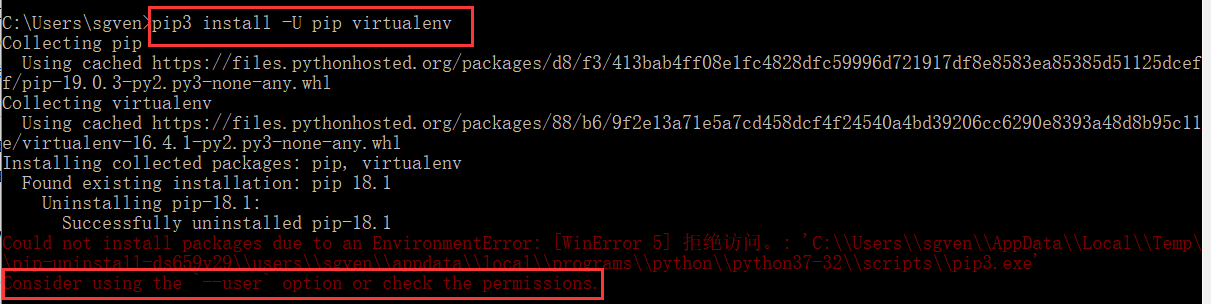 C:\Users\sgven>pip3 install -U pip virtualenv
Collecting pip
Using cached https://files.pythonhosted.org/packages/d8/f3/413bab4ff08e1fc4828dfc59996d721917df8e8583ea85385d51125dcef
f/pip-19.0.3-py2.py3-none-any.whl
Collecting virtualenv
Using cached https://files.pythonhosted.org/packages/88/b6/9f2e13a71e5a7cd458dcf4f24540a4bd39206cc6290e8393a48d8b95c11
e/virtualenv-16.4.1-py2.py3-none-any.whl
Installing collected packages: pip, virtualenv
Found existing installation: pip 18.1
Uninstalling pip-18.1:
Successfully uninstalled pip-18.1
Could not install packages due to an EnvironmentError: [WinError 5] 拒绝访问。: 'C:\\Users\\sgven\\AppData\\Local\\Temp\
\pip-uninstall-ds659y29\\users\\sgven\\appdata\\local\\programs\\python\\python37-32\\scripts\\pip3.exe'
Consider using the `--user` option or check the permissions.